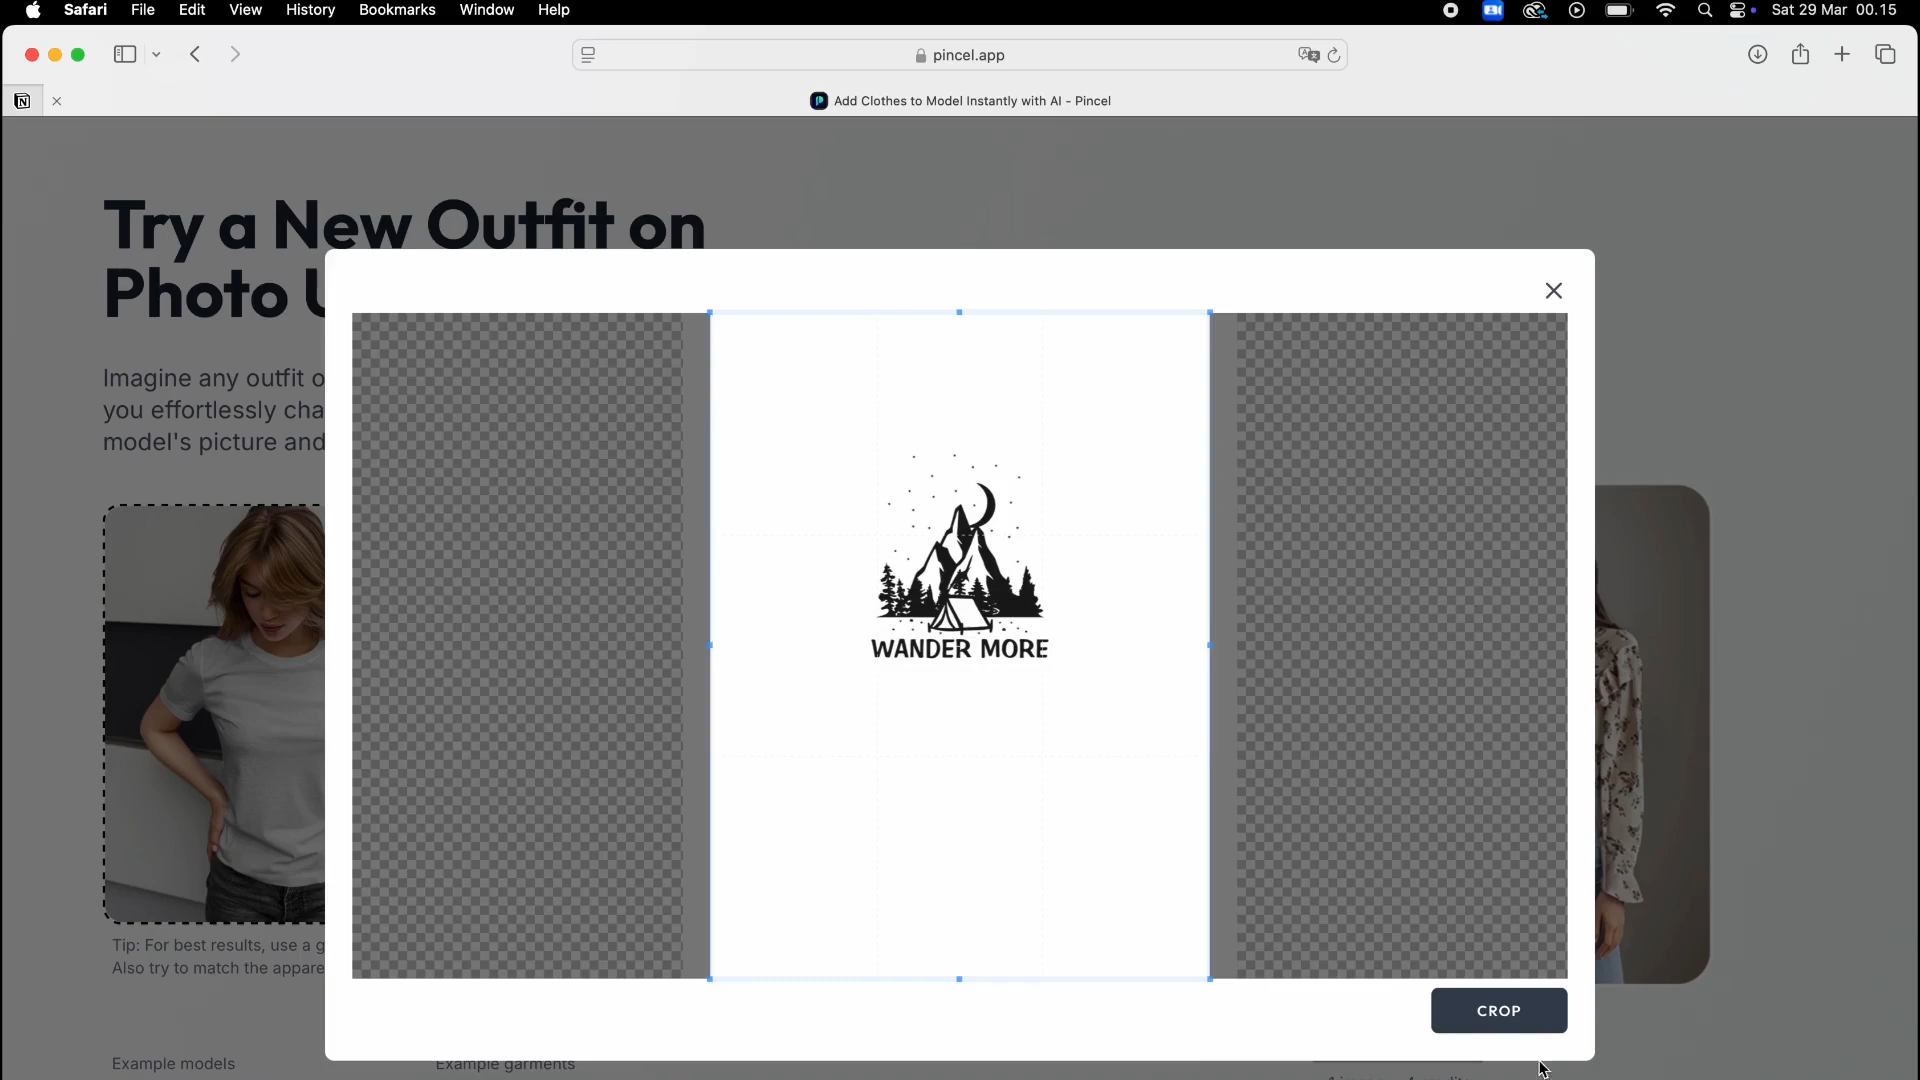 Safari File Edit View History Bookmarks Window Help Sat 29 Mar 00.15
pincel.app
Add Clothes to Model Instantly with AI - Pincel
Try a New Outfit on
Photo
Imagine any outfit o
you effortlessly cha
model's picture and
WANDER MORE
Tip: For best results, use a g
Also try to match the appare
CROP
Example models
Example garments